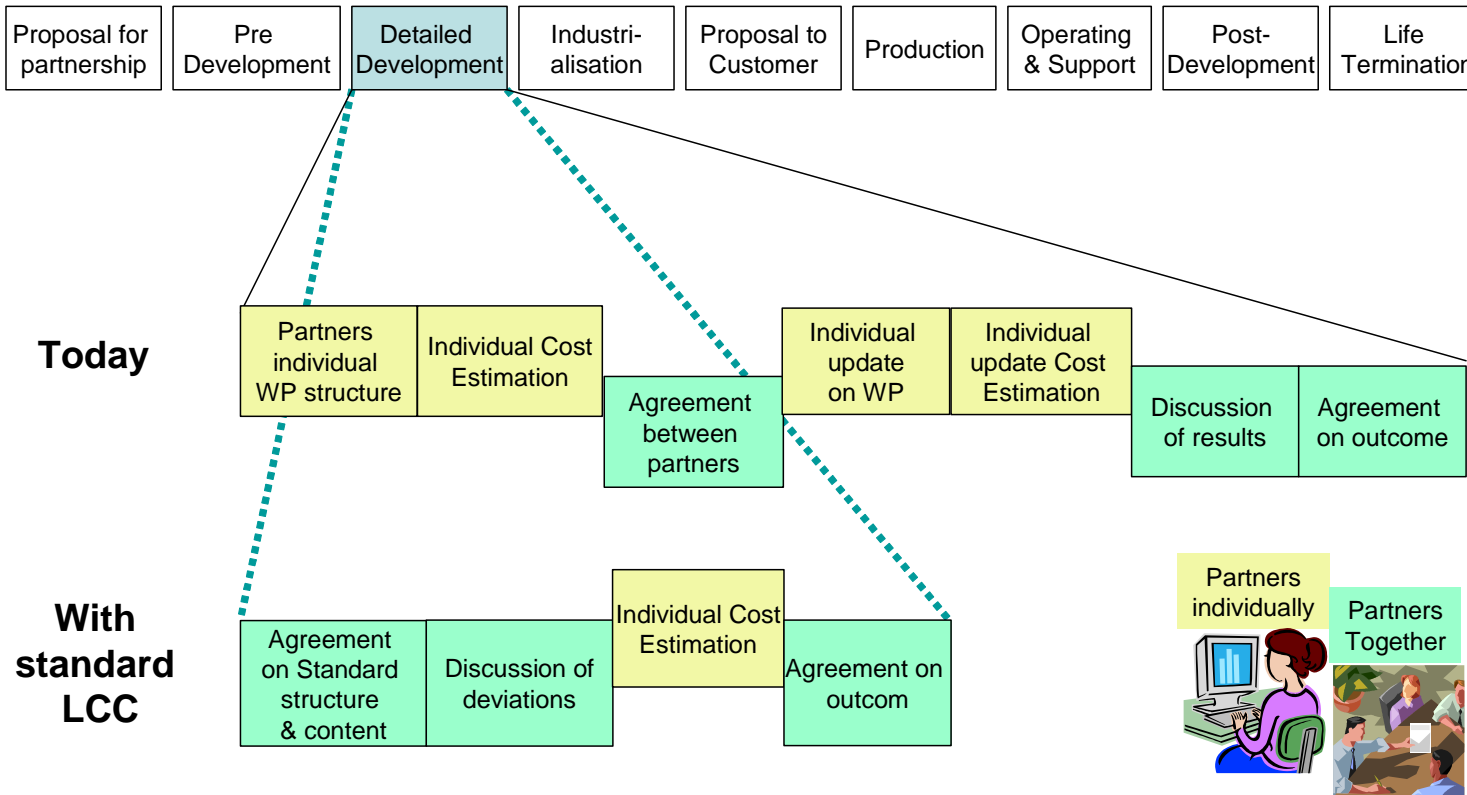 Proposal for
partnership
Pre
Development
Detailed
Development
Industri-
alisation
Proposal to
Customer
Production
Operating
& Support
Post-
Development
Life
Termination
Today
Partners
individual
WP structure
Individual Cost
Estimation
Agreement
between
partners
Individual
update
on WP
Individual
update Cost
Estimation
Discussion
of results
Agreement
on outcome
With
standard
LCC
Agreement
on Standard
structure
& content
Discussion of
deviations
Individual Cost
Estimation
Agreement on
outcom
Partners
individually
Partners
Together